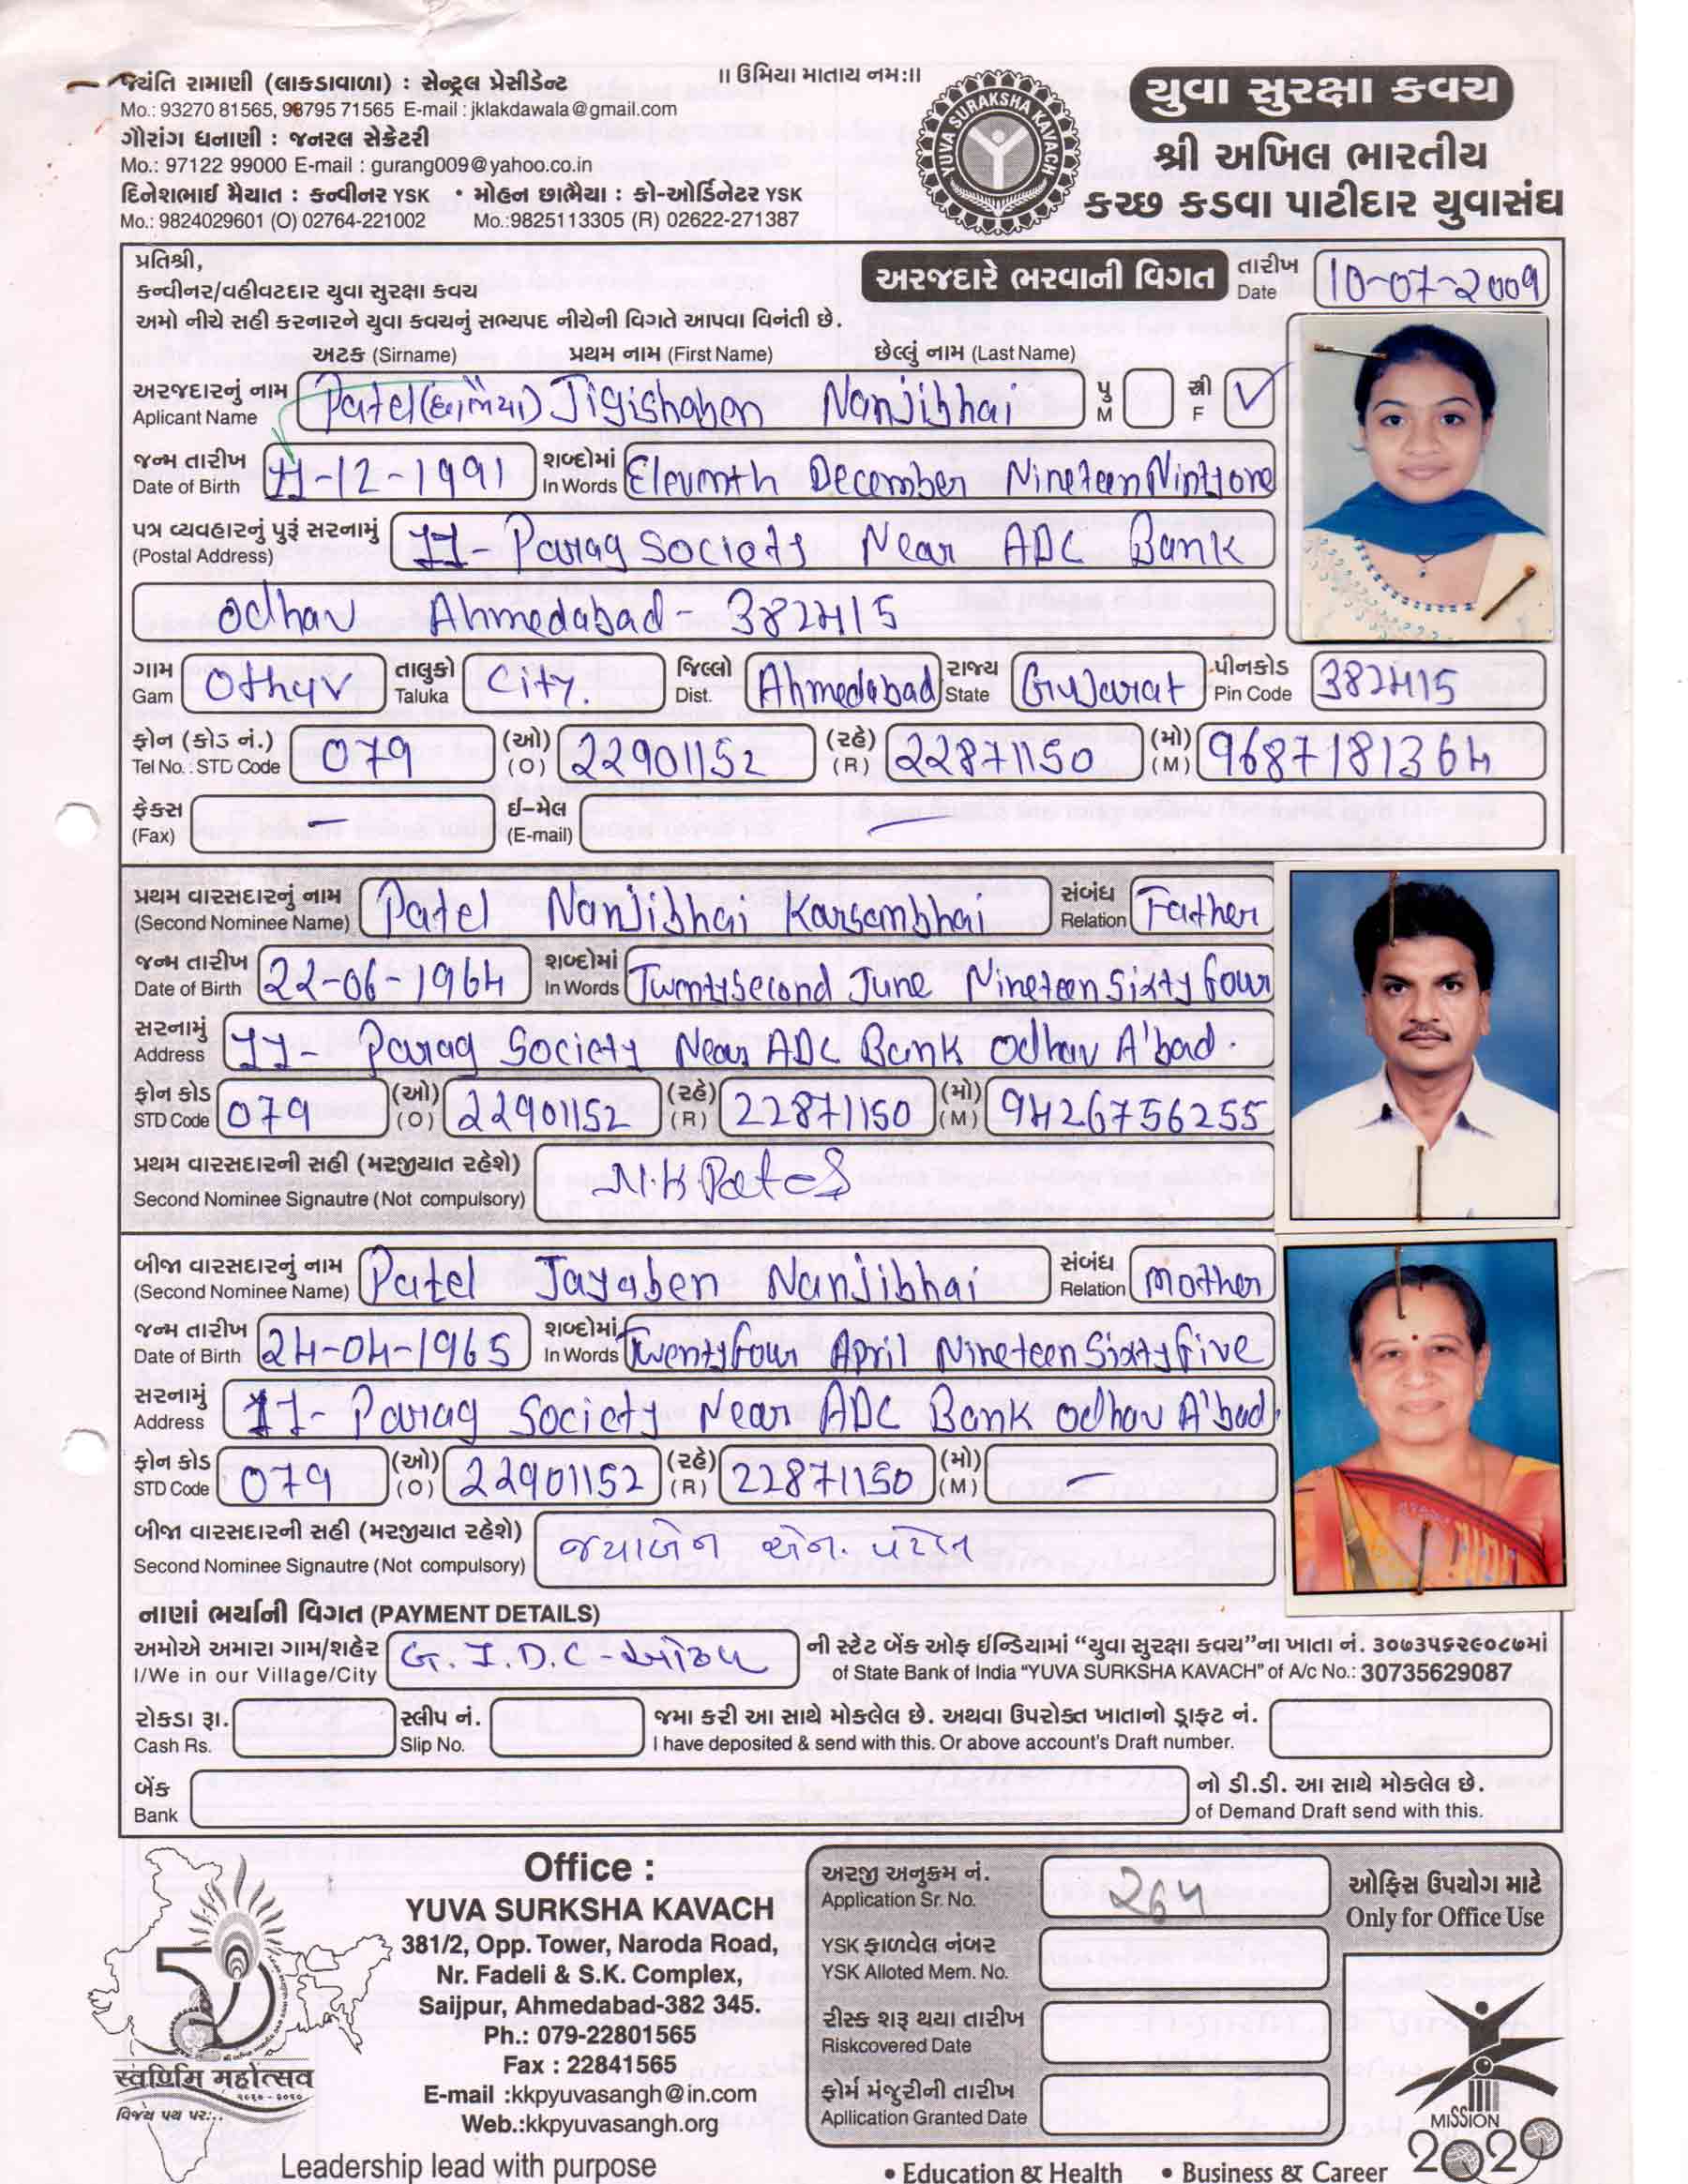 ॥ ઉમિયા માતાય નમઃ॥
જ્યંતિ રામાણી (લાકડાવાળા) : સેન્ટ્રલ પ્રેસીડેન્ટ
Mo.: 93270 81565, 98795 71565 E-mail : jklakdawala@gmail.com
ગૌરાંગ ધનાણી : જનરલ સેક્રેટરી
Mo.: 97122 99000 E-mail : gurang009@yahoo.co.in
દિનેશભાઈ મૈયાત : કન્વીનર YSK • મોહન છાભૈયા : કો-ઓર્ડિનેટર YSK
Mo.: 9824029601 (O) 02764-221002 Mo.:9825113305 (R) 02622-271387
YUVA SURAKSHA KAVACH
યુવા સુરક્ષા કવચ
શ્રી અખિલ ભારતીય
કચ્છ કડવા પાટીદાર યુવાસંઘ
પ્રતિશ્રી,
કન્વીનર/વહીવટદાર યુવા સુરક્ષા કવચ
અમો નીચે સહી કરનારને યુવા કવચનું સભ્યપદ નીચેની વિગતે આપવા વિનંતી છે.
અરજદારે ભરવાની વિગત તારીખ Date 10-07-2009
અટક (Sirname) પ્રથમ નામ (First Name) છેલ્લું નામ (Last Name)
અરજદારનું નામ Aplicant Name Patel (છાભૈયા) Jigishaben Nanjibhai પુ M સ્ત્રી F ✓
જન્મ તારીખ Date of Birth 11-12-1991 શબ્દોમાં In Words Elevnth December Nineteen Nintyone
પત્ર વ્યવહારનું પુરૂં સરનામું (Postal Address) 11- Parag Society Near ADC Bank
Odhav Ahmedabad - 382415
ગામ Gam Othav તાલુકો Taluka City. જિલ્લો Dist. Ahmedabad રાજ્ય State Gujarat પીનકોડ Pin Code 382415
ફોન (કોડ નં.) Tel No. : STD Code 079 (ઓ) (O) 22901152 (રહે) (R) 22871150 (મો) (M) 9687181364
ફેક્સ (Fax) — ઈ-મેલ (E-mail) —
પ્રથમ વારસદારનું નામ (Second Nominee Name) Patel Nanjibhai Karsanbhai સંબંધ Relation Father
જન્મ તારીખ Date of Birth 22-06-1964 શબ્દોમાં In Words Twenty Second June Nineteen Sixty four
સરનામું Address 11- Parag Society Near ADC Bank Odhav A'bad.
ફોન કોડ STD Code 079 (ઓ) (O) 22901152 (રહે) (R) 22871150 (મો) (M) 9426756255
પ્રથમ વારસદારની સહી (મરજીયાત રહેશે) Second Nominee Signautre (Not compulsory) N.K.Patel
બીજા વારસદારનું નામ (Second Nominee Name) Patel Jayaben Nanjibhai સંબંધ Relation Mother
જન્મ તારીખ Date of Birth 24-04-1965 શબ્દોમાં In Words Twenty four April Nineteen Sixty five
સરનામું Address 11- Parag Society Near ADC Bank Odhav A'bad.
ફોન કોડ STD Code 079 (ઓ) (O) 22901152 (રહે) (R) 22871150 (મો) (M) —
બીજા વારસદારની સહી (મરજીયાત રહેશે) Second Nominee Signautre (Not compulsory) જયાબેન એન. પટેલ
નાણાં ભર્યાની વિગત (PAYMENT DETAILS)
અમોએ અમારા ગામ/શહેર G.I.D.C - ઓઢવ ની સ્ટેટ બેંક ઓફ ઈન્ડિયામાં “યુવા સુરક્ષા કવચ”ના ખાતા નં. ૩૦૭૩૫૬૨૯૦૮૭માં
I/We in our Village/City of State Bank of India “YUVA SURKSHA KAVACH” of A/c No.: 30735629087
રોકડા રૂા. સ્લીપ નં. જમા કરી આ સાથે મોકલેલ છે. અથવા ઉપરોક્ત ખાતાનો ડ્રાફ્ટ નં.
Cash Rs. Slip No. I have deposited & send with this. Or above account's Draft number.
બેંક નો ડી.ડી. આ સાથે મોકલેલ છે.
Bank of Demand Draft send with this.
स्वर्णिम महोत्सव
૨૦૧૦ - ૨૦૨૦
વિજય પથ પર...
Office :
YUVA SURKSHA KAVACH
381/2, Opp. Tower, Naroda Road,
Nr. Fadeli & S.K. Complex,
Saijpur, Ahmedabad-382 345.
Ph.: 079-22801565
Fax : 22841565
E-mail :kkpyuvasangh@in.com
Web.:kkpyuvasangh.org
Leadership lead with purpose
અરજી અનુક્રમ નં. Application Sr. No. 264
ઓફિસ ઉપયોગ માટે
Only for Office Use
YSK ફાળવેલ નંબર
YSK Alloted Mem. No.
રીસ્ક શરૂ થયા તારીખ
Riskcovered Date
ફોર્મ મંજુરીની તારીખ
Apllication Granted Date
MISSION
2020
• Education & Health • Business & Career